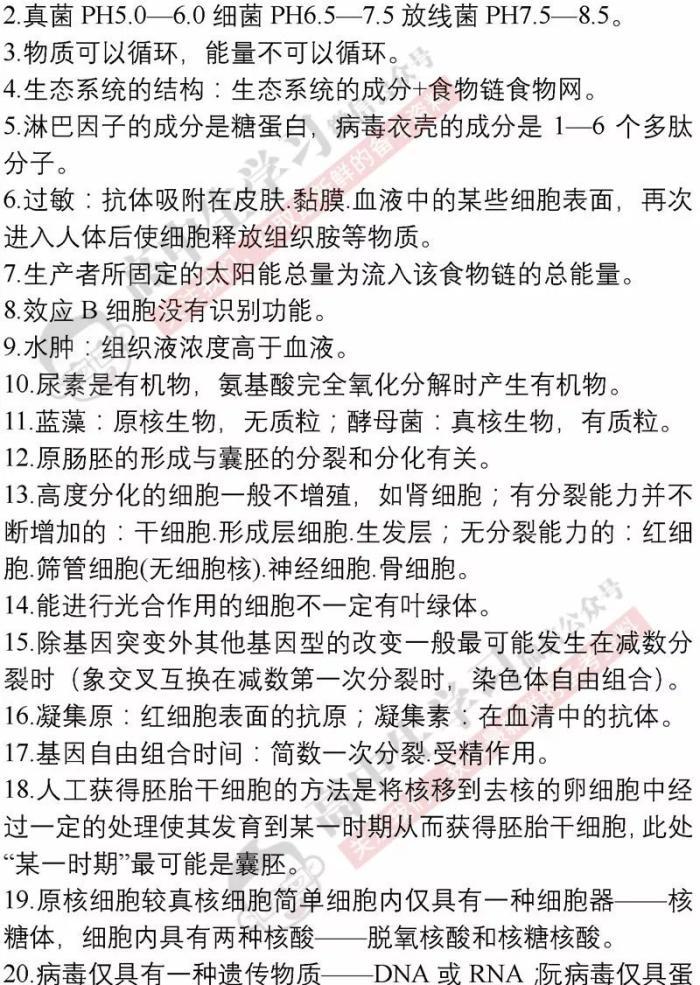 2.真菌 PH5.0—6.0 细菌 PH6.5—7.5 放线菌 PH7.5—8.5。
3.物质可以循环，能量不可以循环。
4.生态系统的结构：生态系统的成分+食物链食物网。
5.淋巴因子的成分是糖蛋白，病毒衣壳的成分是 1—6 个多肽
分子。
6.过敏：抗体吸附在皮肤.黏膜.血液中的某些细胞表面，再次
进入人体后使细胞释放组织胺等物质。
7.生产者所固定的太阳能总量为流入该食物链的总能量。
8.效应 B 细胞没有识别功能。
9.水肿：组织液浓度高于血液。
10.尿素是有机物，氨基酸完全氧化分解时产生有机物。
11.蓝藻：原核生物，无质粒；酵母菌：真核生物，有质粒。
12.原肠胚的形成与囊胚的分裂和分化有关。
13.高度分化的细胞一般不增殖，如肾细胞；有分裂能力并不
断增加的：干细胞.形成层细胞.生发层；无分裂能力的：红细
胞.筛管细胞(无细胞核).神经细胞.骨细胞。
14.能进行光合作用的细胞不一定有叶绿体。
15.除基因突变外其他基因型的改变一般最可能发生在减数分
裂时（象交叉互换在减数第一次分裂时，染色体自由组合）。
16.凝集原：红细胞表面的抗原；凝集素：在血清中的抗体。
17.基因自由组合时间：简数一次分裂.受精作用。
18.人工获得胚胎干细胞的方法是将核移到去核的卵细胞中经
过一定的处理使其发育到某一时期从而获得胚胎干细胞,此处
“某一时期”最可能是囊胚。
19.原核细胞较真核细胞简单细胞内仅具有一种细胞器——核
糖体，细胞内具有两种核酸——脱氧核酸和核糖核酸。
20.病毒仅具有一种遗传物质——DNA 或 RNA 阮病毒仅具蛋
高中生学习
高中生学习